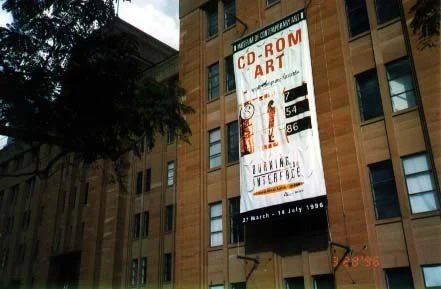 MUSEUM OF CONTEMPORARY ART
CD-ROM
ART
7
54
86
BURNING
THE
INTERFACE
27 March - 14 July 1996
3 28 '96